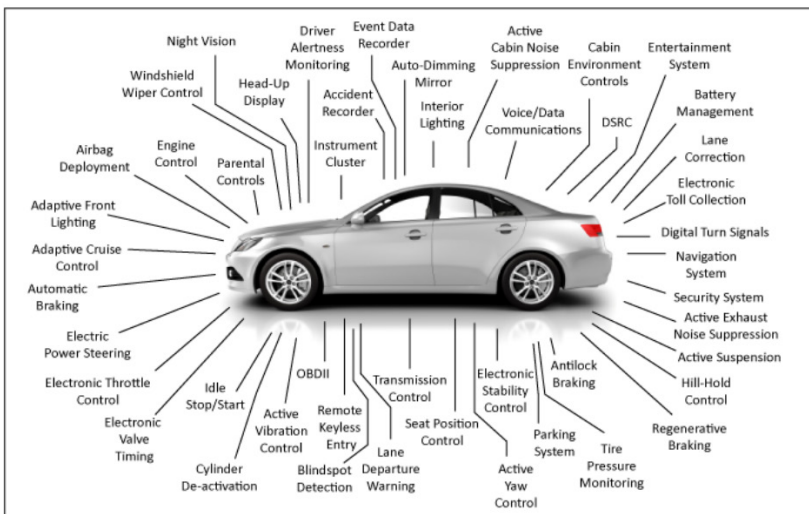 Night Vision
Driver
Alertness
Monitoring
Event Data
Recorder
Active
Cabin Noise
Suppression
Cabin
Environment
Controls
Entertainment
System
Windshield
Wiper Control
Head-Up
Display
Accident
Recorder
Auto-Dimming
Mirror
Interior
Lighting
Voice/Data
Communications
DSRC
Battery
Management
Airbag
Deployment
Engine
Control
Parental
Controls
Instrument
Cluster
Lane
Correction
Electronic
Toll Collection
Adaptive Front
Lighting
Digital Turn Signals
Adaptive Cruise
Control
Navigation
System
Automatic
Braking
Security System
Electric
Power Steering
Active Exhaust
Noise Suppression
Active Suspension
Electronic Throttle
Control
Idle
Stop/Start
OBDII
Transmission
Control
Electronic
Stability
Control
Antilock
Braking
Hill-Hold
Control
Electronic
Valve
Timing
Active
Vibration
Control
Remote
Keyless
Entry
Seat Position
Control
Parking
System
Regenerative
Braking
Cylinder
De-activation
Blindspot
Detection
Lane
Departure
Warning
Active
Yaw
Control
Tire
Pressure
Monitoring